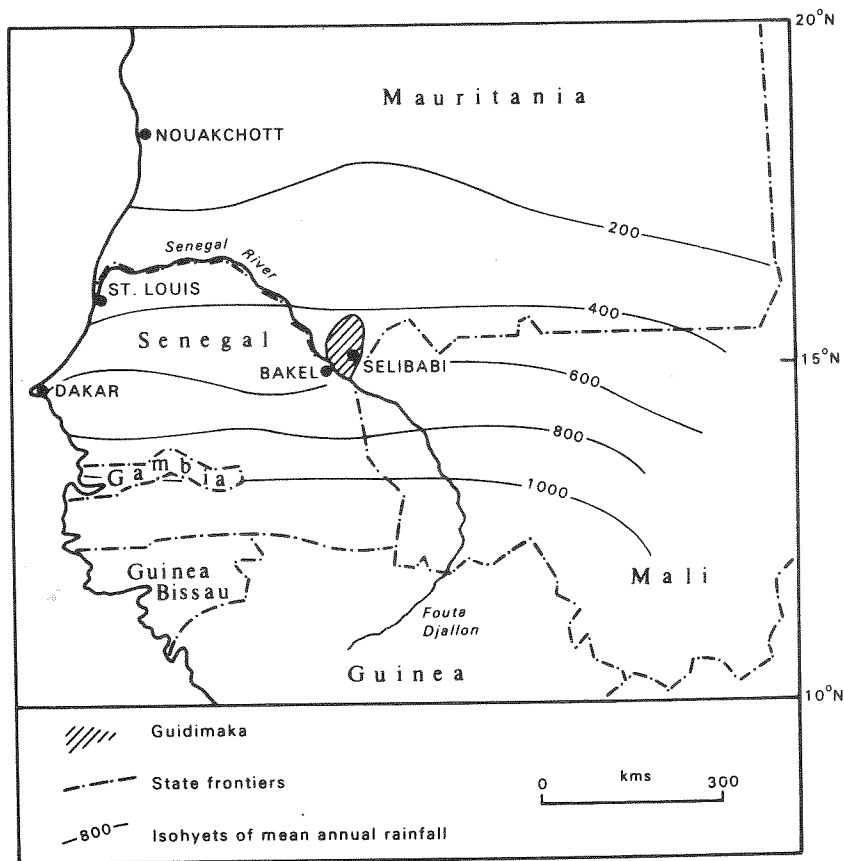 20°N
Mauritania
NOUAKCHOTT
200
Senegal
River
ST. LOUIS
400
Senegal
15°N
BAKEL
SELIBABI
600
DAKAR
800
Gambia
1000
Guinea
Bissau
Mali
Fouta
Djallon
Guinea
10°N
Guidimaka
State frontiers
0 kms 300
800 Isohyets of mean annual rainfall